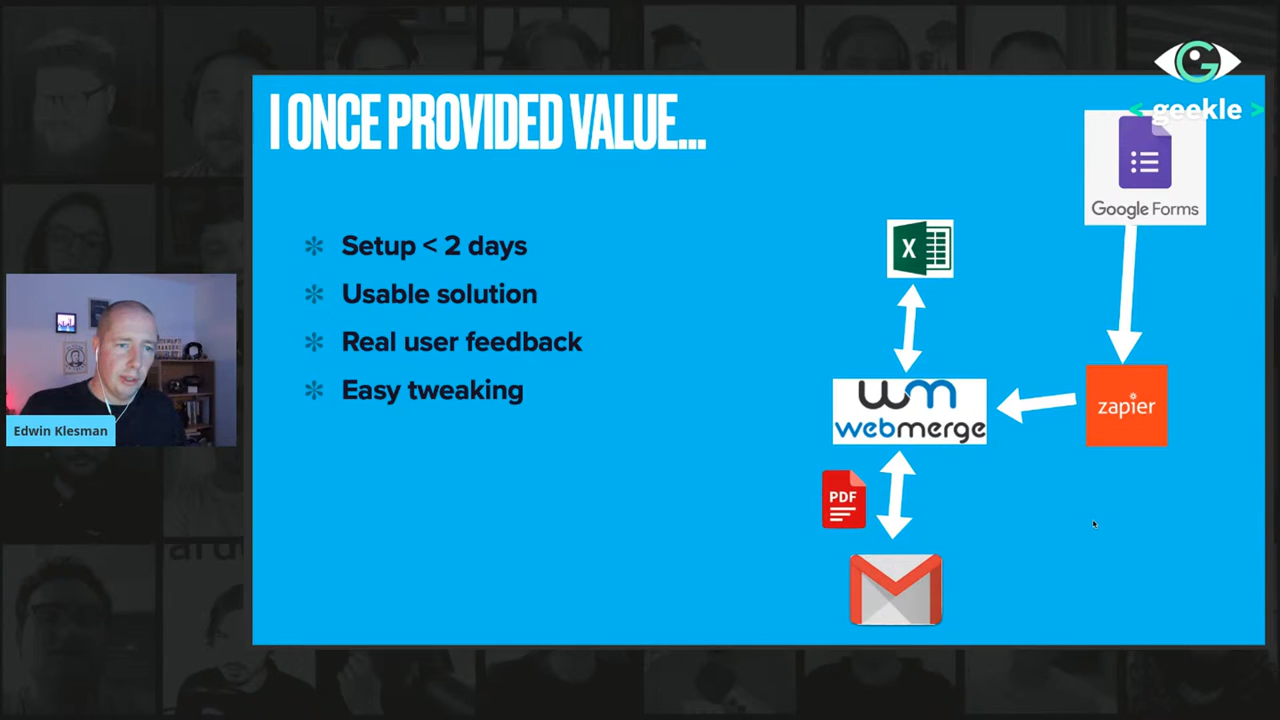 I ONCE PROVIDED VALUE...
< geekle >
Google Forms
Setup < 2 days
Usable solution
Real user feedback
Easy tweaking
X
wm
webmerge
zapier
PDF
Edwin Klesman